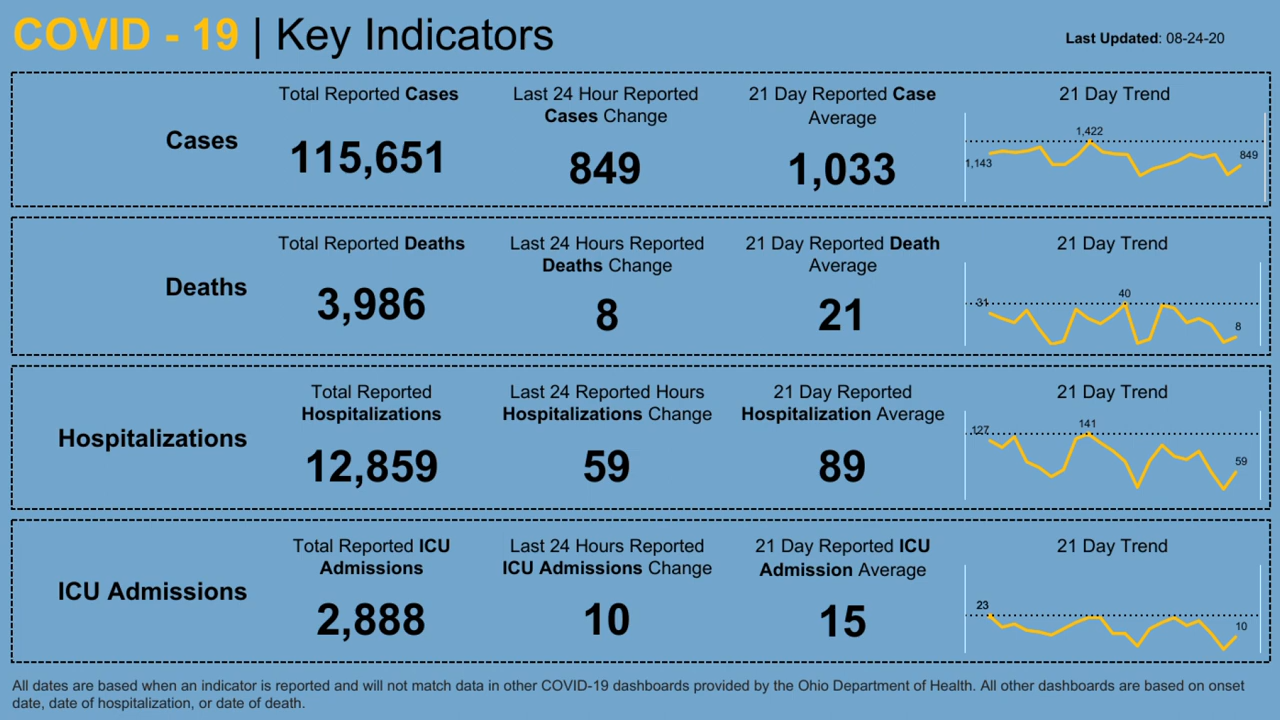 COVID - 19 | Key Indicators
Last Updated: 08-24-20
Cases
Total Reported Cases
115,651
Last 24 Hour Reported
Cases Change
849
21 Day Reported Case
Average
1,033
21 Day Trend
1,422
1,143
849
Deaths
Total Reported Deaths
3,986
Last 24 Hours Reported
Deaths Change
8
21 Day Reported Death
Average
21
21 Day Trend
31
40
8
Hospitalizations
Total Reported
Hospitalizations
12,859
Last 24 Reported Hours
Hospitalizations Change
59
21 Day Reported
Hospitalization Average
89
21 Day Trend
127
141
59
ICU Admissions
Total Reported ICU
Admissions
2,888
Last 24 Hours Reported
ICU Admissions Change
10
21 Day Reported ICU
Admission Average
15
21 Day Trend
23
10
All dates are based when an indicator is reported and will not match data in other COVID-19 dashboards provided by the Ohio Department of Health. All other dashboards are based on onset
date, date of hospitalization, or date of death.